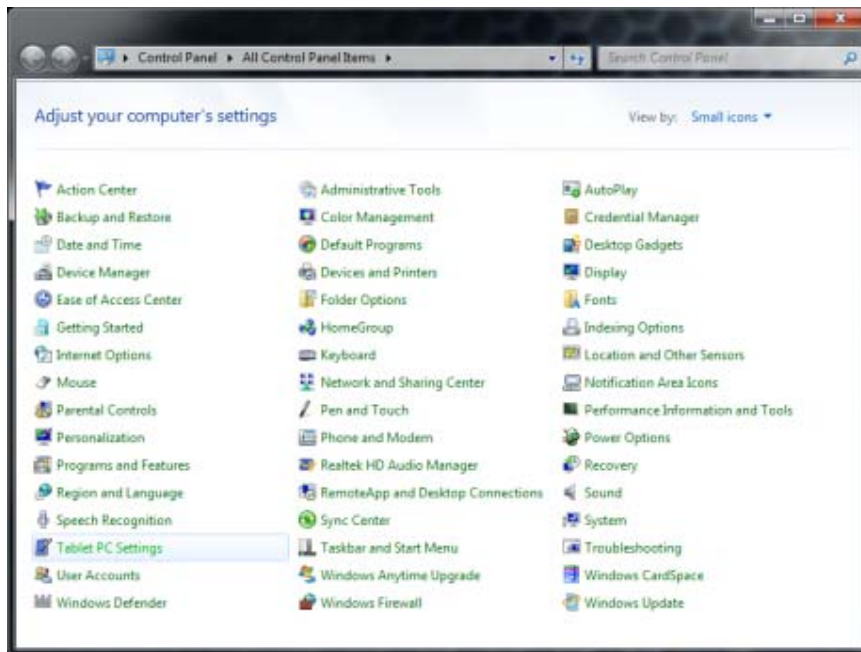 Control Panel All Control Panel Items Search Control Panel
Adjust your computer's settings View by: Small icons
Action Center Administrative Tools AutoPlay
Backup and Restore Color Management Credential Manager
Date and Time Default Programs Desktop Gadgets
Device Manager Devices and Printers Display
Ease of Access Center Folder Options Fonts
Getting Started HomeGroup Indexing Options
Internet Options Keyboard Location and Other Sensors
Mouse Network and Sharing Center Notification Area Icons
Parental Controls Pen and Touch Performance Information and Tools
Personalization Phone and Modem Power Options
Programs and Features Realtek HD Audio Manager Recovery
Region and Language RemoteApp and Desktop Connections Sound
Speech Recognition Sync Center System
Tablet PC Settings Taskbar and Start Menu Troubleshooting
User Accounts Windows Anytime Upgrade Windows CardSpace
Windows Defender Windows Firewall Windows Update